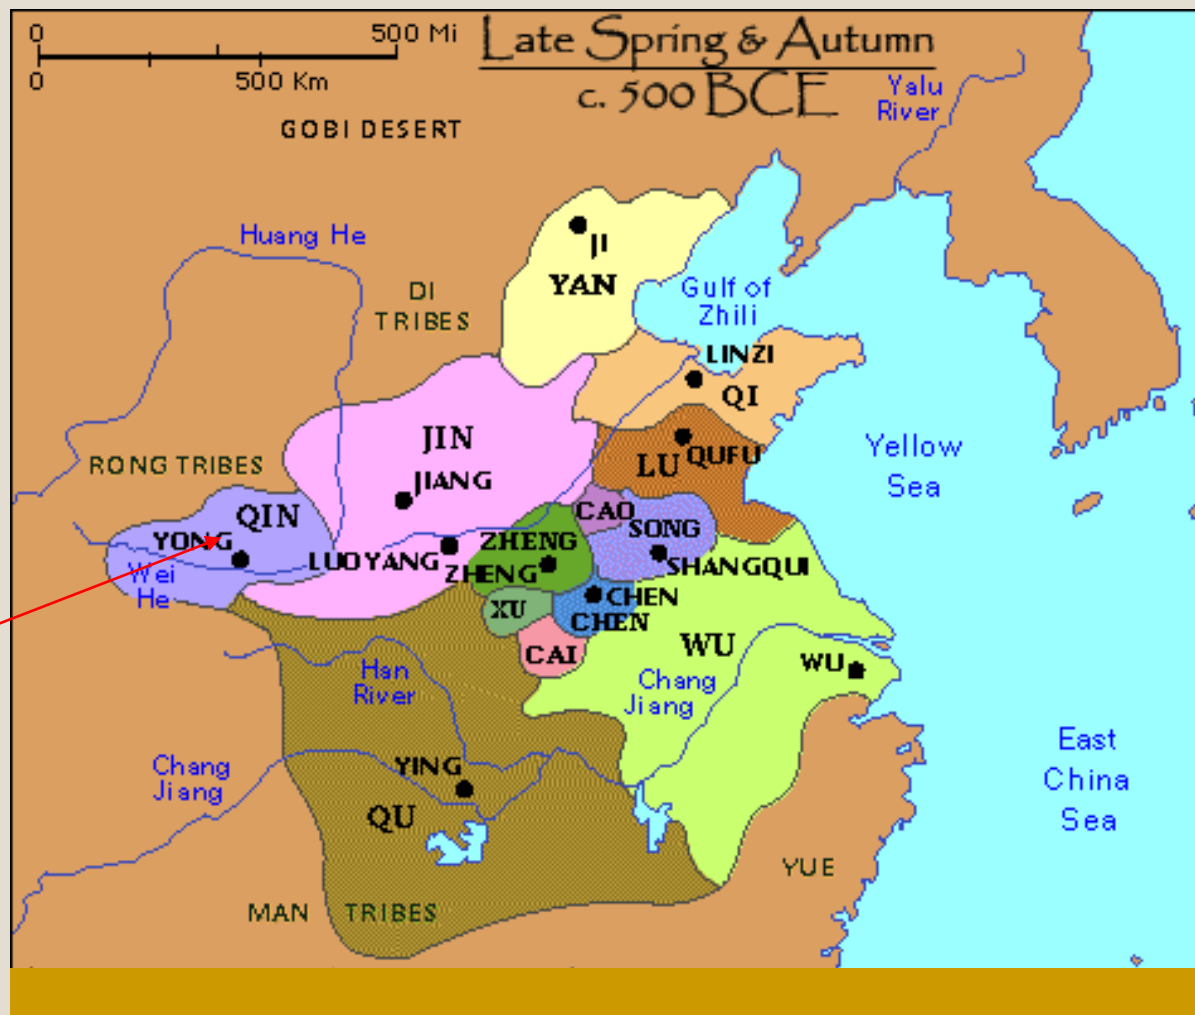 0 500 Mi
0 500 Km
Late Spring & Autumn
c. 500 BCE
Yalu
River
GOBI DESERT
Huang He
JI
YAN
DI
TRIBES
Gulf of
Zhili
LINZI
QI
JIN
LU QUFU
Yellow
Sea
RONG TRIBES
JIANG
QIN
YONG
CAO
SONG
ZHENG
LUOYANG
ZHENG
SHANGQUI
Wei
He
XU
CHEN
CHEN
CAI
WU
WU
Han
River
Chang
Jiang
Chang
Jiang
YING
QU
East
China
Sea
YUE
MAN TRIBES